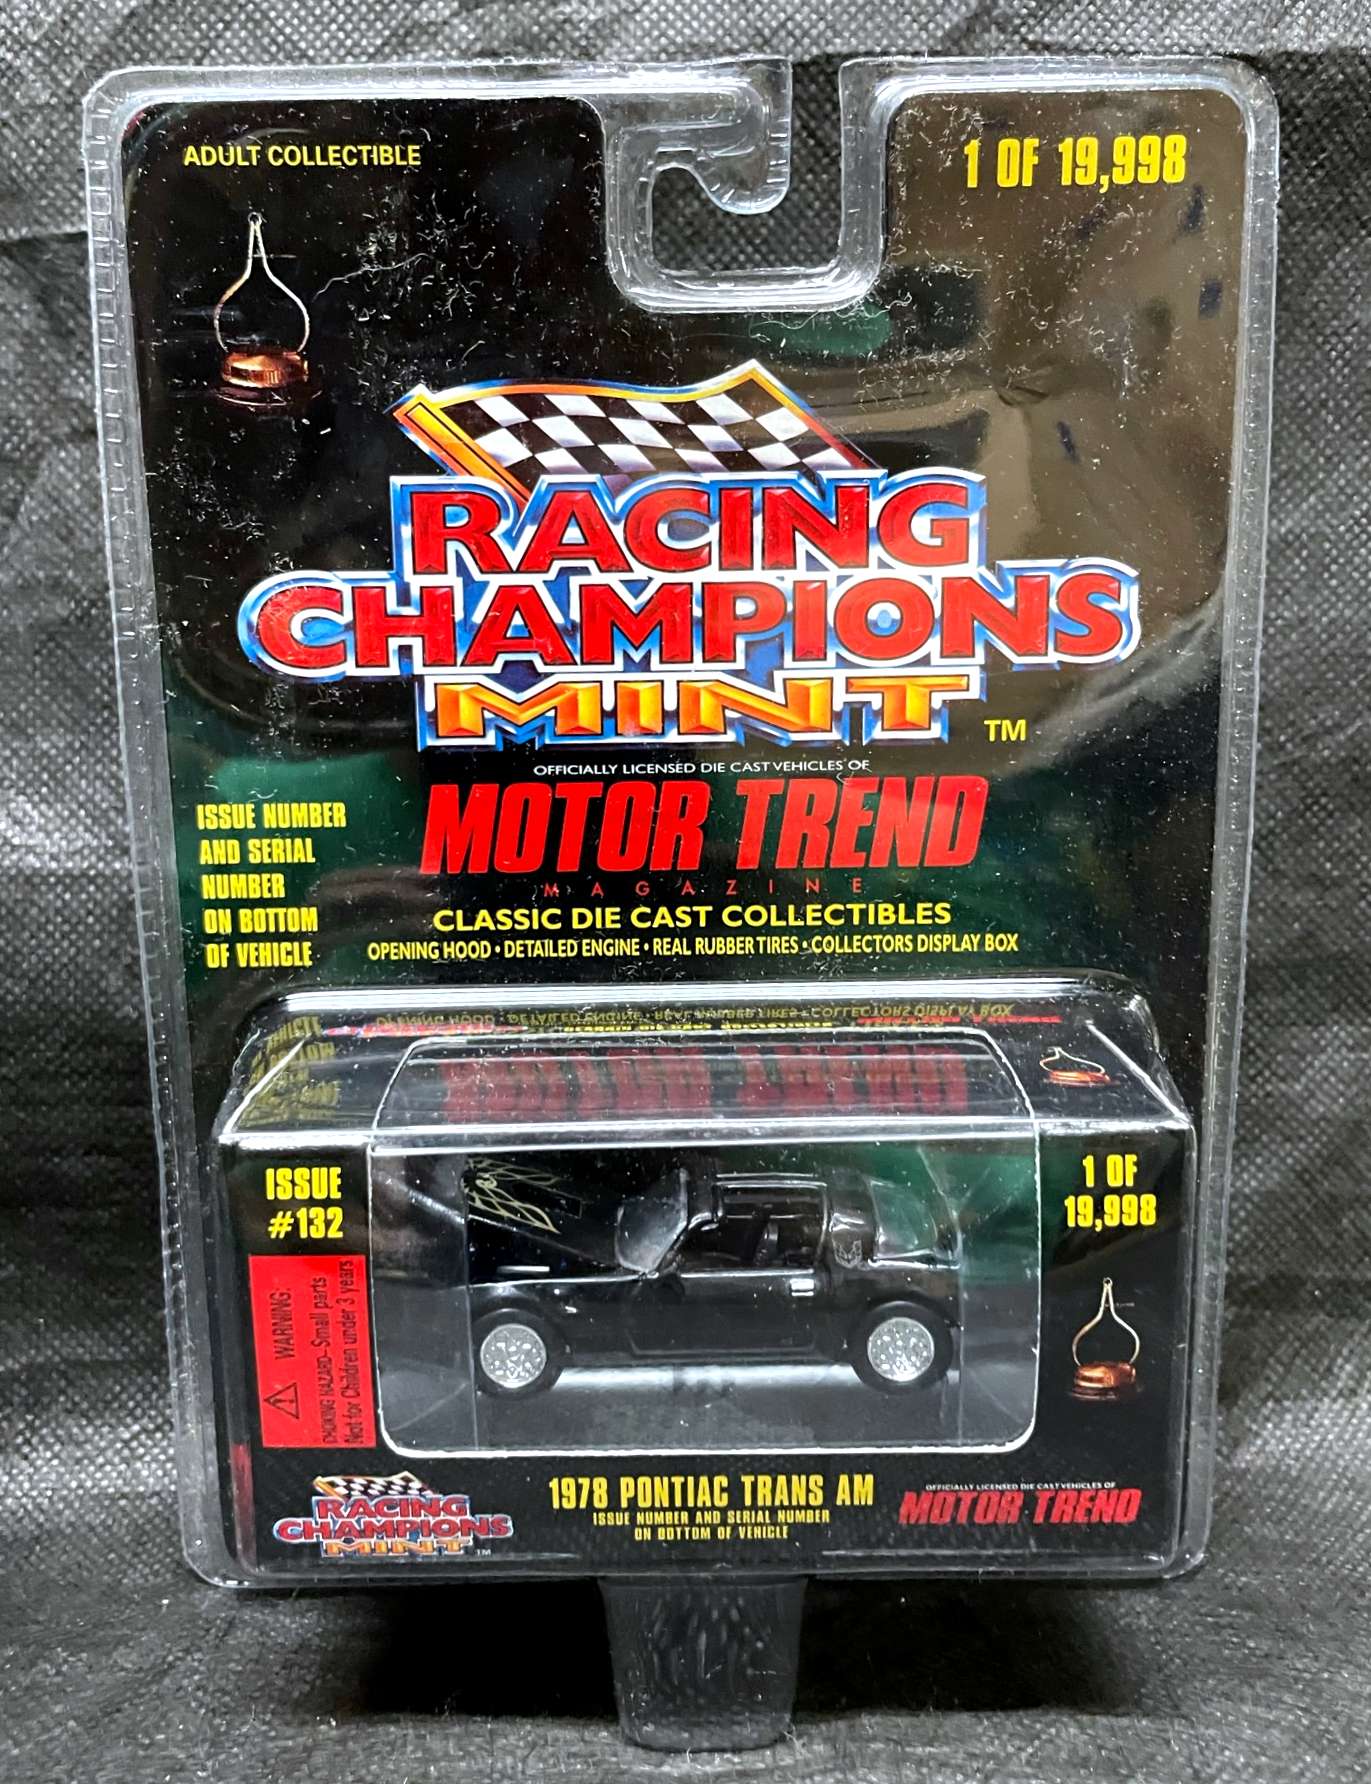 ADULT COLLECTIBLE
1 OF 19,998
RACING
CHAMPIONS
MINT TM
OFFICIALLY LICENSED DIE CAST VEHICLES OF
MOTOR TREND
MAGAZINE
ISSUE NUMBER
AND SERIAL
NUMBER
ON BOTTOM
OF VEHICLE
CLASSIC DIE CAST COLLECTIBLES
OPENING HOOD • DETAILED ENGINE • REAL RUBBER TIRES • COLLECTORS DISPLAY BOX
ISSUE
#132
1 OF
19,998
WARNING:
CHOKING HAZARD-Small parts
Not for Children under 3 years
RACING
CHAMPIONS
MINT TM
1978 PONTIAC TRANS AM
ISSUE NUMBER AND SERIAL NUMBER
ON BOTTOM OF VEHICLE
OFFICIALLY LICENSED DIE CAST VEHICLES OF
MOTOR TREND